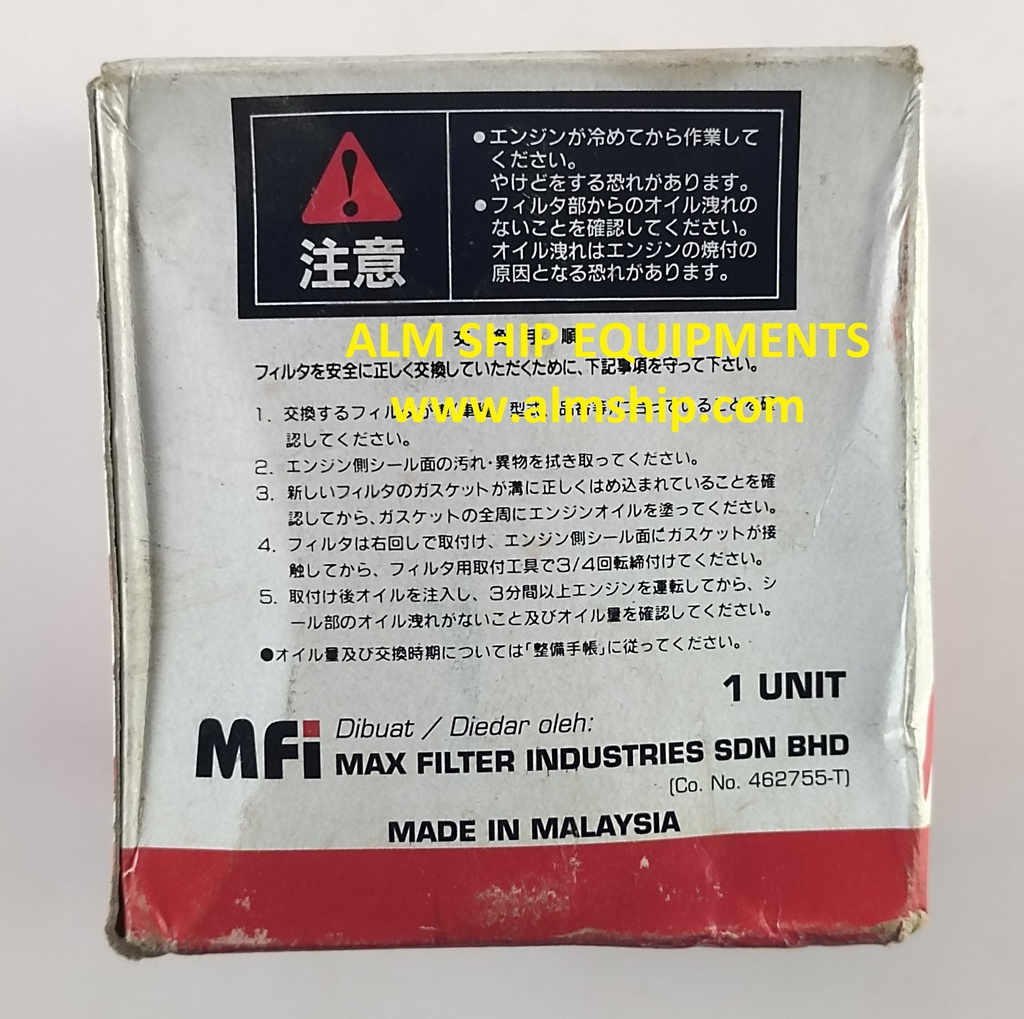 注意
●エンジンが冷めてから作業して
ください。
やけどをする恐れがあります。
●フィルタ部からのオイル洩れの
ないことを確認してください。
オイル洩れはエンジンの焼付の
原因となる恐れがあります。
交換手順
ALM SHIP EQUIPMENTS
フィルタを安全に正しく交換していただくために、下記事項を守って下さい。
www.almship.com
1. 交換するフィルタが 型式 ていることを確
認してください。
2. エンジン側シール面の汚れ・異物を拭き取ってください。
3. 新しいフィルタのガスケットが溝に正しくはめ込まれていることを確
認してから、ガスケットの全周にエンジンオイルを塗ってください。
4. フィルタは右回しで取付け、エンジン側シール面にガスケットが接
触してから、フィルタ用取付工具で3/4回転締付けてください。
5. 取付け後オイルを注入し、3分間以上エンジンを運転してから、シ
ール部のオイル洩れがないこと及びオイル量を確認してください。
●オイル量及び交換時期については「整備手帳」に従ってください。
1 UNIT
MFi
Dibuat / Diedar oleh:
MAX FILTER INDUSTRIES SDN BHD
(Co. No. 462755-T)
MADE IN MALAYSIA